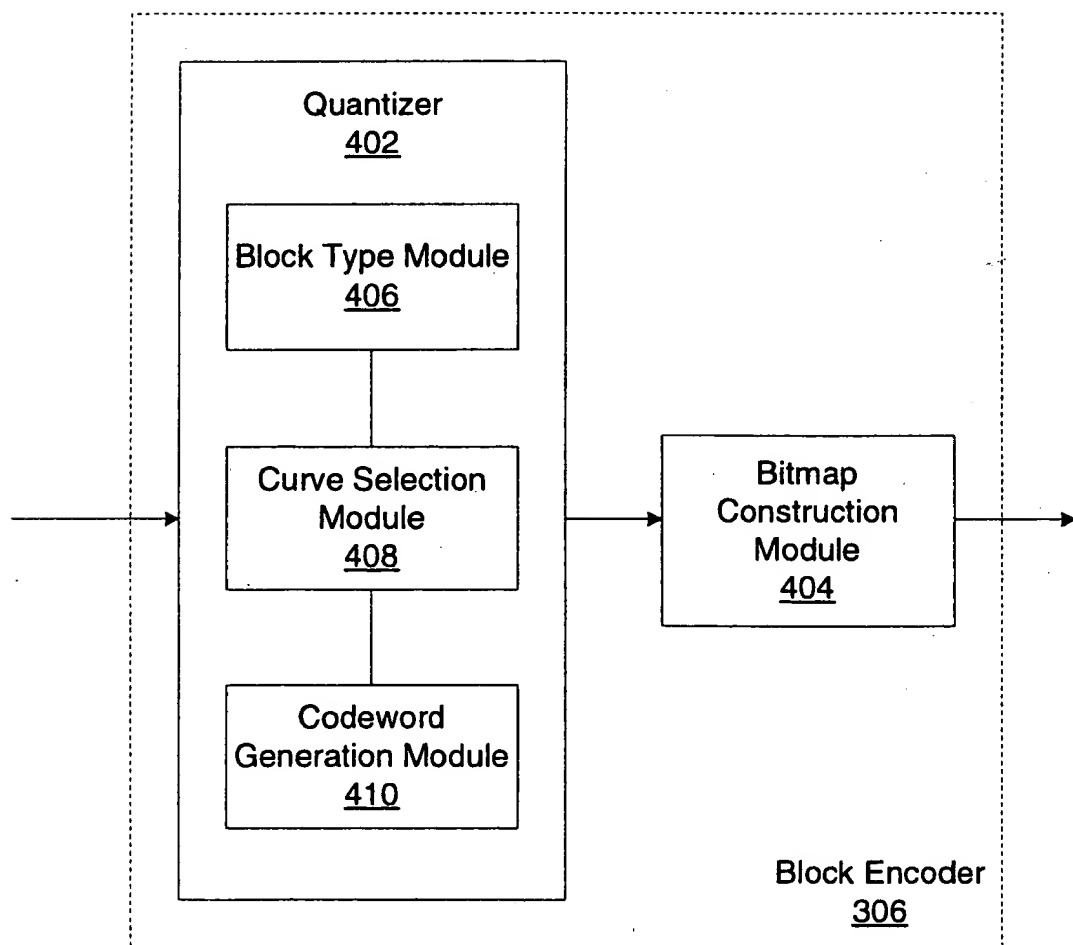 Quantizer
402
Block Type Module
406
Curve Selection
Module
408
Codeword
Generation Module
410
Bitmap
Construction
Module
404
Block Encoder
306